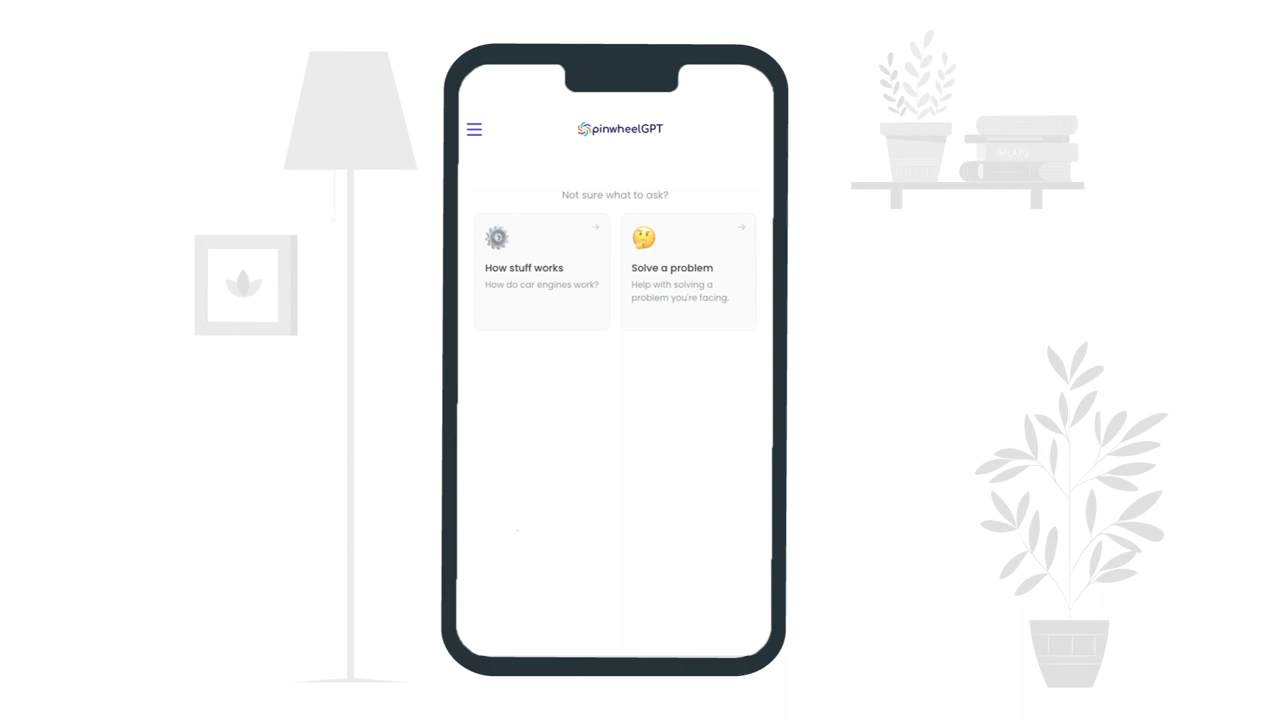 pinwheelGPT
Not sure what to ask?
How stuff works
How do car engines work?
Solve a problem
Help with solving a
problem you're facing.